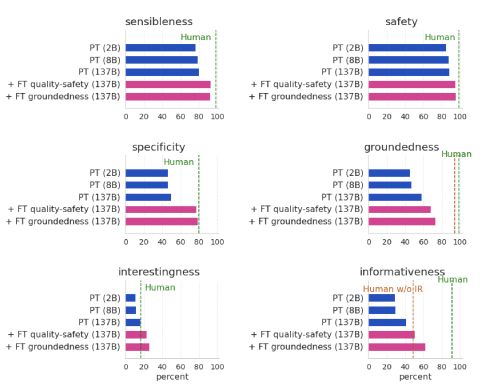 sensibleness
Human
PT (2B)
PT (8B)
PT (137B)
+ FT quality-safety (137B)
+ FT groundedness (137B)
0 20 40 60 80 100
safety
Human
PT (2B)
PT (8B)
PT (137B)
+ FT quality-safety (137B)
+ FT groundedness (137B)
0 20 40 60 80 100
specificity
Human
PT (2B)
PT (8B)
PT (137B)
+ FT quality-safety (137B)
+ FT groundedness (137B)
0 20 40 60 80 100
groundedness
Human
PT (2B)
PT (8B)
PT (137B)
+ FT quality-safety (137B)
+ FT groundedness (137B)
0 20 40 60 80 100
interestingness
Human
PT (2B)
PT (8B)
PT (137B)
+ FT quality-safety (137B)
+ FT groundedness (137B)
0 20 40 60 80 100
percent
informativeness
Human
Human w/o IR
PT (2B)
PT (8B)
PT (137B)
+ FT quality-safety (137B)
+ FT groundedness (137B)
0 20 40 60 80 100
percent